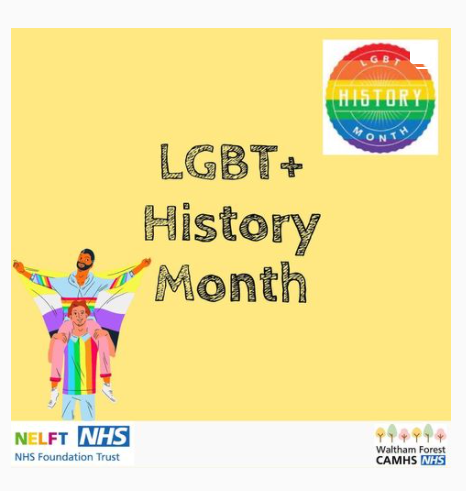 LGBT
HISTORY
MONTH
LGBT+
History
Month
NELFT NHS
NHS Foundation Trust
Waltham Forest
CAMHS NHS